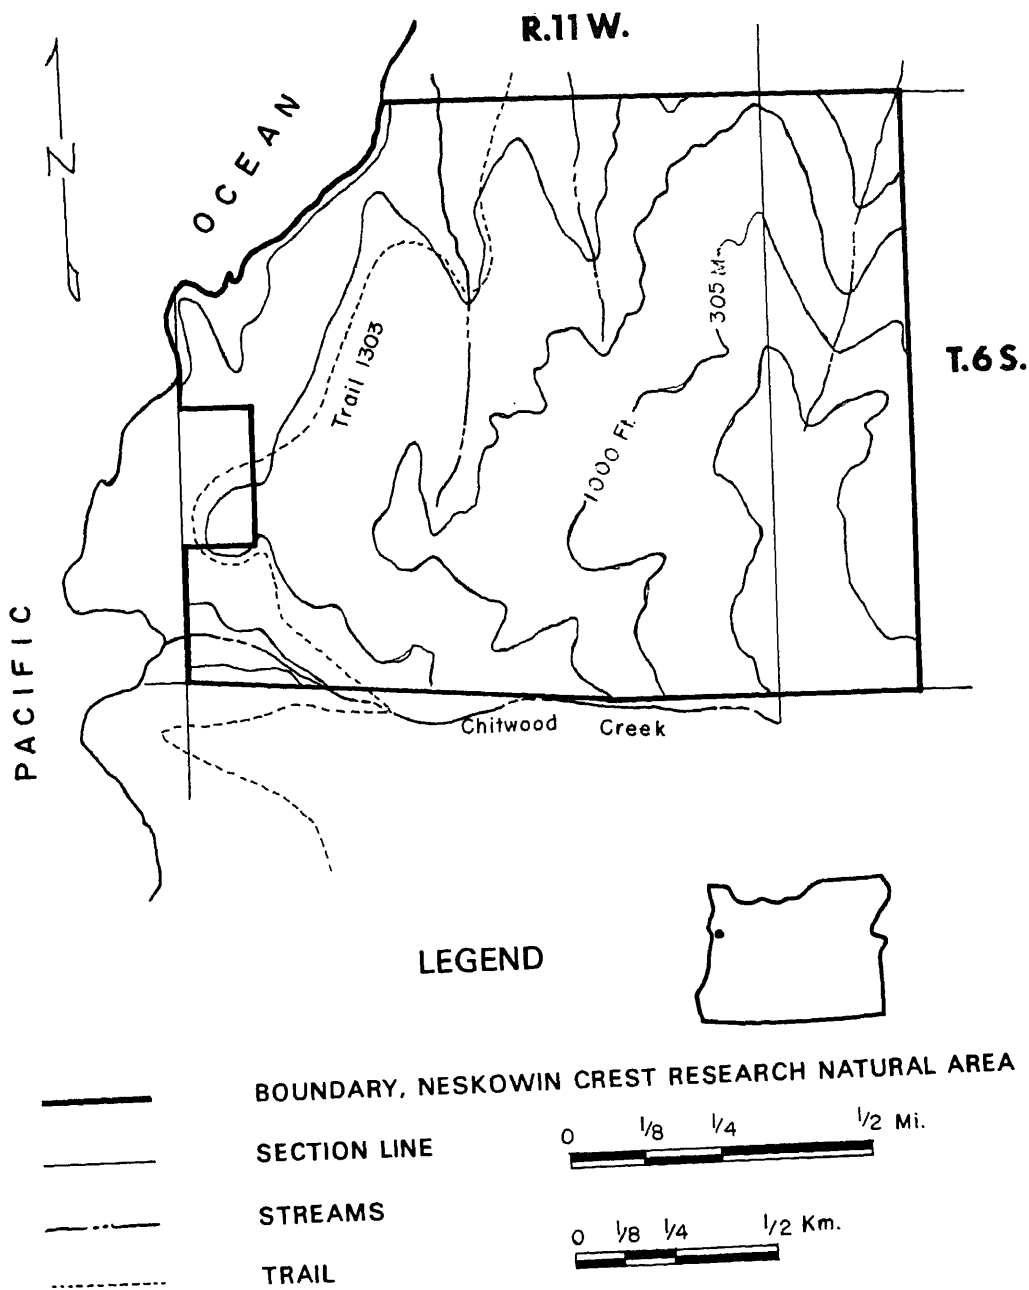 R.11 W.
OCEAN
N
T.6 S.
305 M
Trail 1303
1000 Ft.
PACIFIC
Chitwood Creek
LEGEND
BOUNDARY, NESKOWIN CREST RESEARCH NATURAL AREA
SECTION LINE
0 1/8 1/4 1/2 Mi.
STREAMS
0 1/8 1/4 1/2 Km.
TRAIL